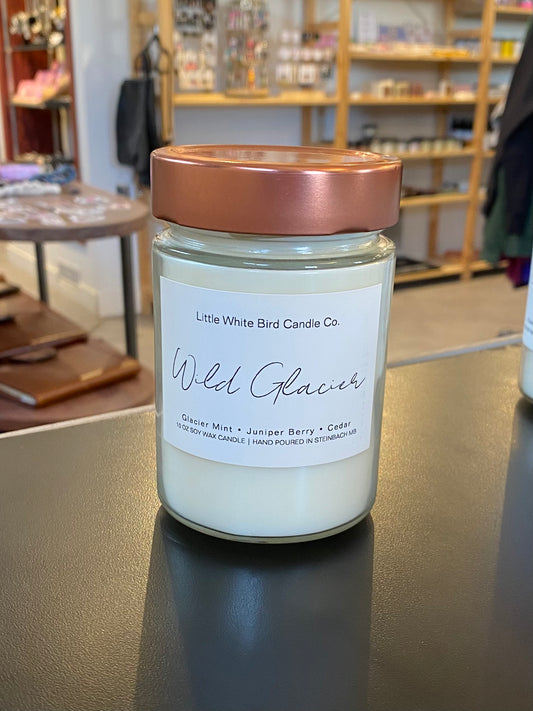 Little White Bird Candle Co.
Wild Glacier
Glacier Mint • Juniper Berry • Cedar
10 OZ SOY WAX CANDLE | HAND POURED IN STEINBACH MB